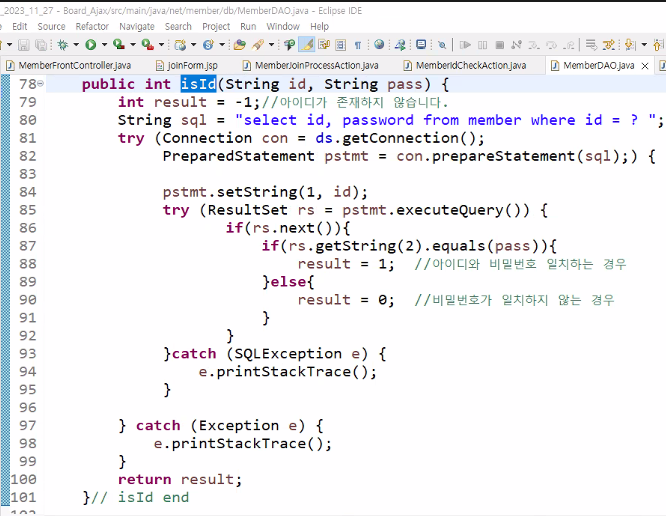 _2023_11_27 - Board_Ajax/src/main/java/net/member/db/MemberDAO.java - Eclipse IDE
Edit Source Refactor Navigate Search Project Run Window Help
MemberFrontController.java JoinForm.jsp MemberJoinProcessAction.java MemberIdCheckAction.java MemberDAO.java
78 public int isId(String id, String pass) {
79 int result = -1;//아이디가 존재하지 않습니다.
80 String sql = "select id, password from member where id = ? ";
81 try (Connection con = ds.getConnection();
82 PreparedStatement pstmt = con.prepareStatement(sql);) {
83
84 pstmt.setString(1, id);
85 try (ResultSet rs = pstmt.executeQuery()) {
86 if(rs.next()){
87 if(rs.getString(2).equals(pass)){
88 result = 1; //아이디와 비밀번호 일치하는 경우
89 }else{
90 result = 0; //비밀번호가 일치하지 않는 경우
91 }
92 }
93 }catch (SQLException e) {
94 e.printStackTrace();
95 }
96
97 } catch (Exception e) {
98 e.printStackTrace();
99 }
100 return result;
101 }// isId end